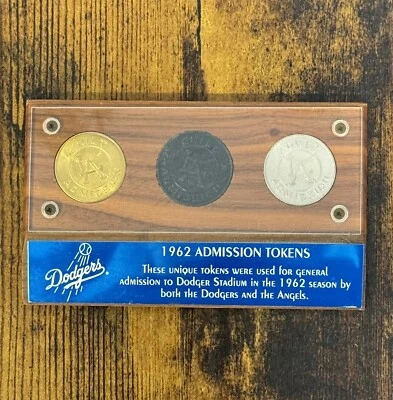 A
A
Dodgers
1962 ADMISSION TOKENS
THESE UNIQUE TOKENS WERE USED FOR GENERAL
ADMISSION TO DODGER STADIUM IN THE 1962 SEASON BY
BOTH THE DODGERS AND THE ANGELS.